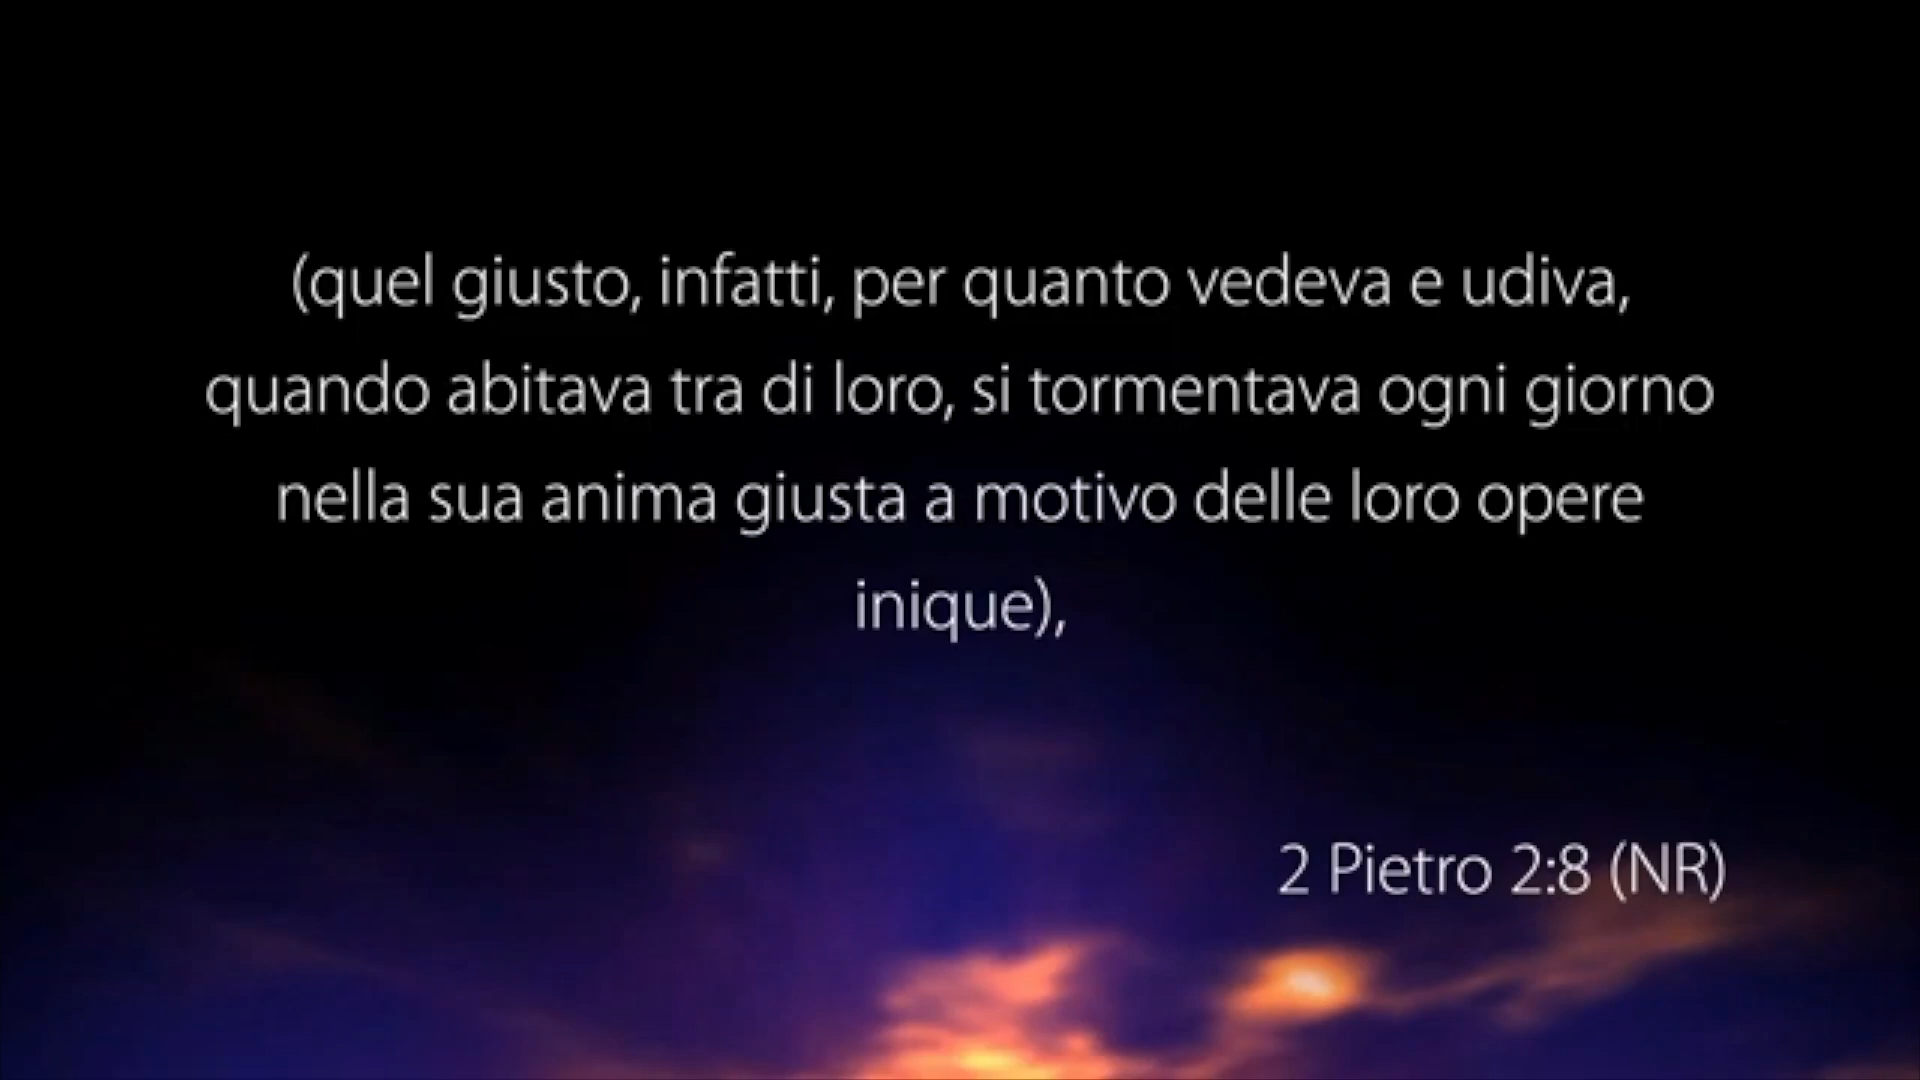 (quel giusto, infatti, per quanto vedeva e udiva,
quando abitava tra di loro, si tormentava ogni giorno
nella sua anima giusta a motivo delle loro opere
inique),
2 Pietro 2:8 (NR)